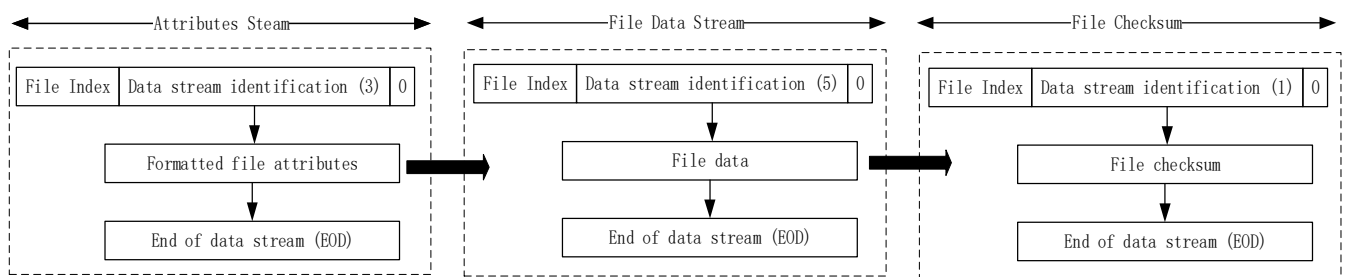 Attributes Steam
File Data Stream
File Checksum
File Index Data stream identification (3) 0
File Index Data stream identification (5) 0
File Index Data stream identification (1) 0
Formatted file attributes
File data
File checksum
End of data stream (EOD)
End of data stream (EOD)
End of data stream (EOD)